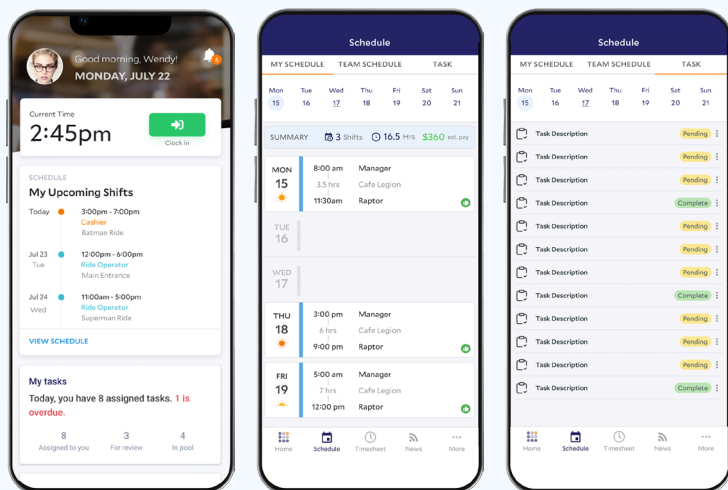 Good morning, Wendy!
MONDAY, JULY 22
6
Current Time
2:45pm
Clock in
SCHEDULE
My Upcoming Shifts
Today 3:00pm - 7:00pm
Cashier
Batman Ride
Jul 23 12:00pm - 6:00pm
Tue Ride Operator
Main Entrance
Jul 24 11:00am - 5:00pm
Wed Ride Operator
Superman Ride
VIEW SCHEDULE
My tasks
Today, you have 8 assigned tasks. 1 is
overdue.
8 3 4
Assigned to you For review In pool
Schedule
MY SCHEDULE TEAM SCHEDULE TASK
Mon Tue Wed Thu Fri Sat Sun
15 16 17 18 19 20 21
SUMMARY 3 Shifts 16.5 Hrs $360 est.pay
MON 8:00 am Manager
15 3.5 hrs Cafe Legion
11:30am Raptor
TUE
16
WED
17
THU 3:00 pm Manager
18 6 hrs Cafe Legion
9:00 pm Raptor
FRI 5:00 am Manager
19 7 hrs Cafe Legion
12:00 pm Raptor
Home Schedule Timesheet News More
Schedule
MY SCHEDULE TEAM SCHEDULE TASK
Mon Tue Wed Thu Fri Sat Sun
15 16 17 18 19 20 21
Task Description Pending
Task Description Pending
Task Description Pending
Task Description Complete
Task Description Pending
Task Description Pending
Task Description Pending
Task Description Complete
Task Description Pending
Task Description Pending
Task Description Pending
Task Description Complete
Home Schedule Timesheet News More